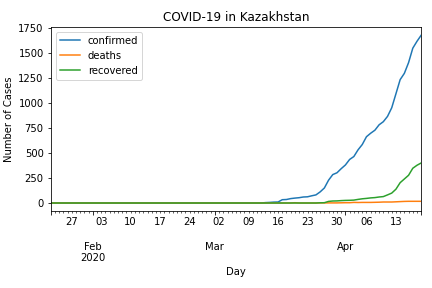 COVID-19 in Kazakhstan
confirmed
deaths
recovered
Number of Cases
1750
1500
1250
1000
750
500
250
0
27 03 10 17 24 02 09 16 23 30 06 13
Feb Mar Apr
2020
Day